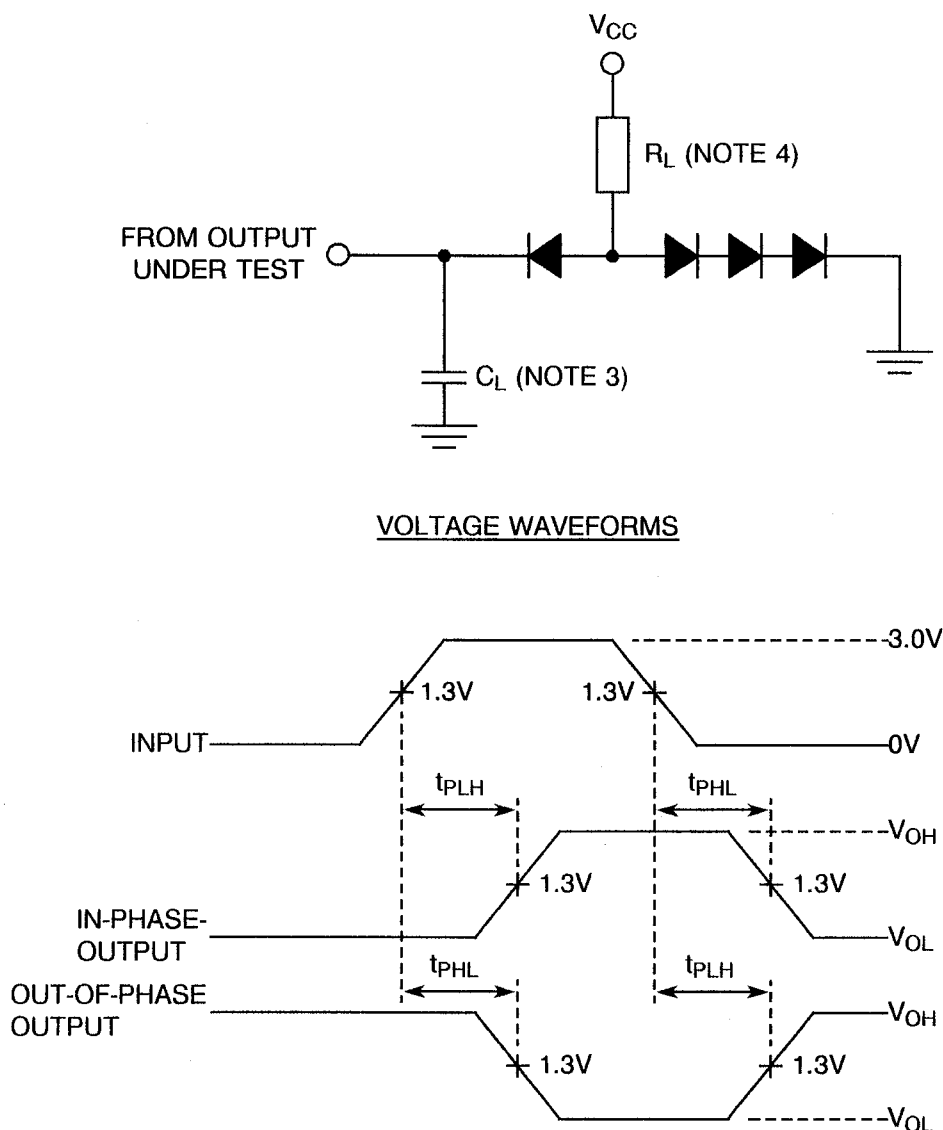 VCC
RL (NOTE 4)
FROM OUTPUT
UNDER TEST
CL (NOTE 3)
VOLTAGE WAVEFORMS
3.0V
1.3V
1.3V
INPUT
0V
tPLH
tPHL
VOH
1.3V
1.3V
IN-PHASE-
OUTPUT
VOL
tPHL
tPLH
OUT-OF-PHASE
OUTPUT
VOH
1.3V
1.3V
VOL